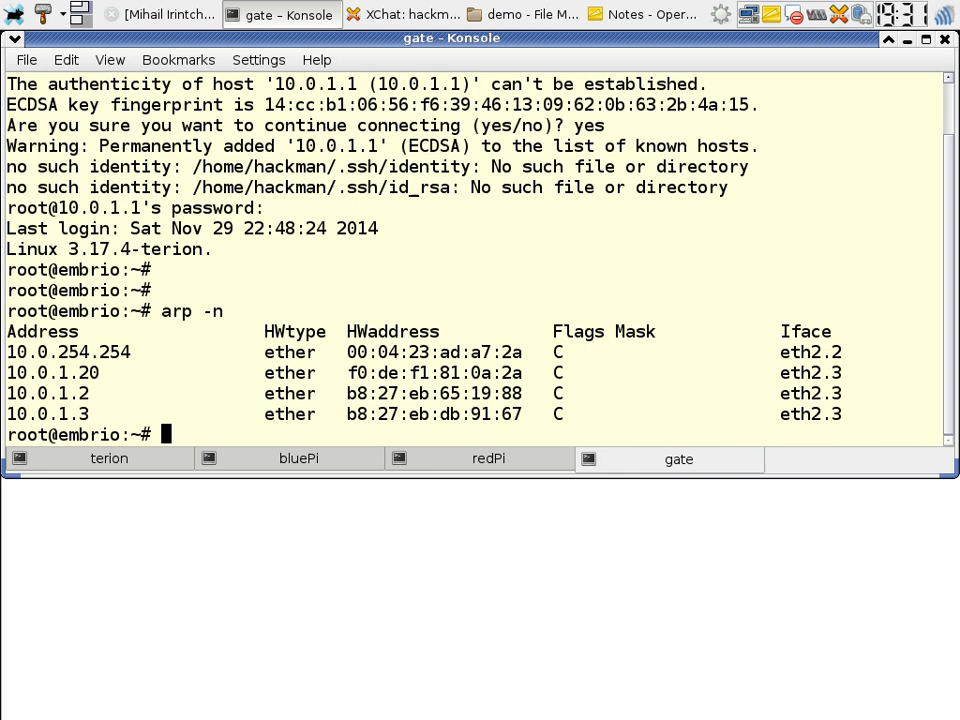 [Mihail Irintch... gate – Konsole XChat: hackm... demo - File M... Notes - Oper... 19:31
gate – Konsole
File Edit View Bookmarks Settings Help
The authenticity of host '10.0.1.1 (10.0.1.1)' can't be established.
ECDSA key fingerprint is 14:cc:b1:06:56:f6:39:46:13:09:62:0b:63:2b:4a:15.
Are you sure you want to continue connecting (yes/no)? yes
Warning: Permanently added '10.0.1.1' (ECDSA) to the list of known hosts.
no such identity: /home/hackman/.ssh/identity: No such file or directory
no such identity: /home/hackman/.ssh/id_rsa: No such file or directory
root@10.0.1.1's password:
Last login: Sat Nov 29 22:48:24 2014
Linux 3.17.4-terion.
root@embrio:~#
root@embrio:~#
root@embrio:~# arp -n
Address HWtype HWaddress Flags Mask Iface
10.0.254.254 ether 00:04:23:ad:a7:2a C eth2.2
10.0.1.20 ether f0:de:f1:81:0a:2a C eth2.3
10.0.1.2 ether b8:27:eb:65:19:88 C eth2.3
10.0.1.3 ether b8:27:eb:db:91:67 C eth2.3
root@embrio:~#
terion bluePi redPi gate